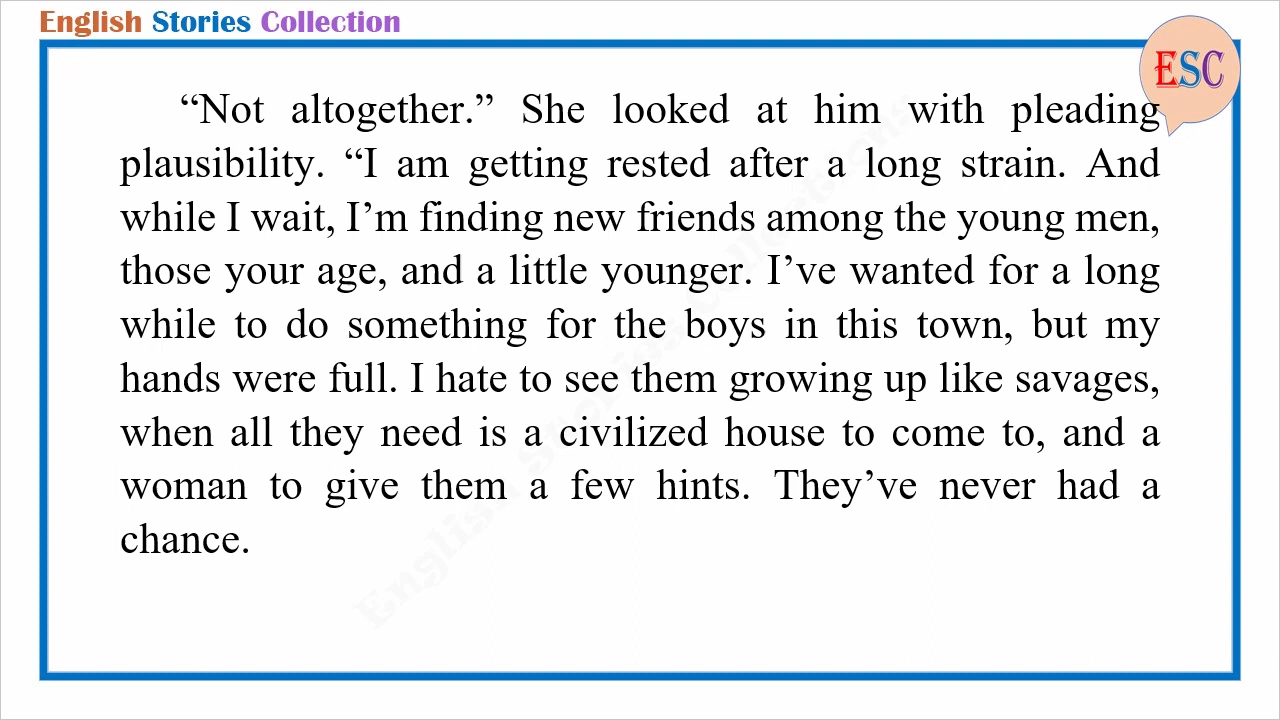 English Stories Collection
ESC
“Not altogether.” She looked at him with pleading
plausibility. “I am getting rested after a long strain. And
while I wait, I’m finding new friends among the young men,
those your age, and a little younger. I’ve wanted for a long
while to do something for the boys in this town, but my
hands were full. I hate to see them growing up like savages,
when all they need is a civilized house to come to, and a
woman to give them a few hints. They’ve never had a
chance.
English Stories Collections